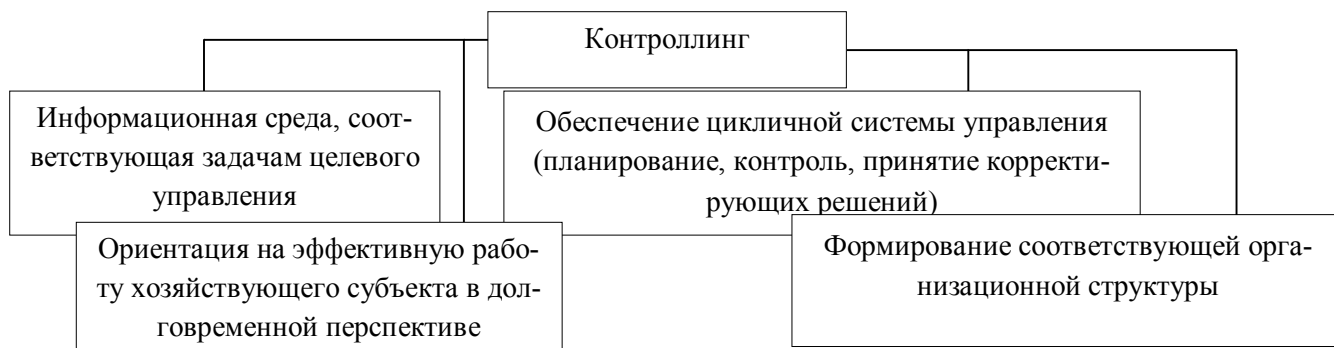 Контроллинг
Информационная среда, соот-
ветствующая задачам целевого
управления
Обеспечение цикличной системы управления
(планирование, контроль, принятие корректи-
рующих решений)
Ориентация на эффективную рабо-
ту хозяйствующего субъекта в дол-
говременной перспективе
Формирование соответствующей орга-
низационной структуры